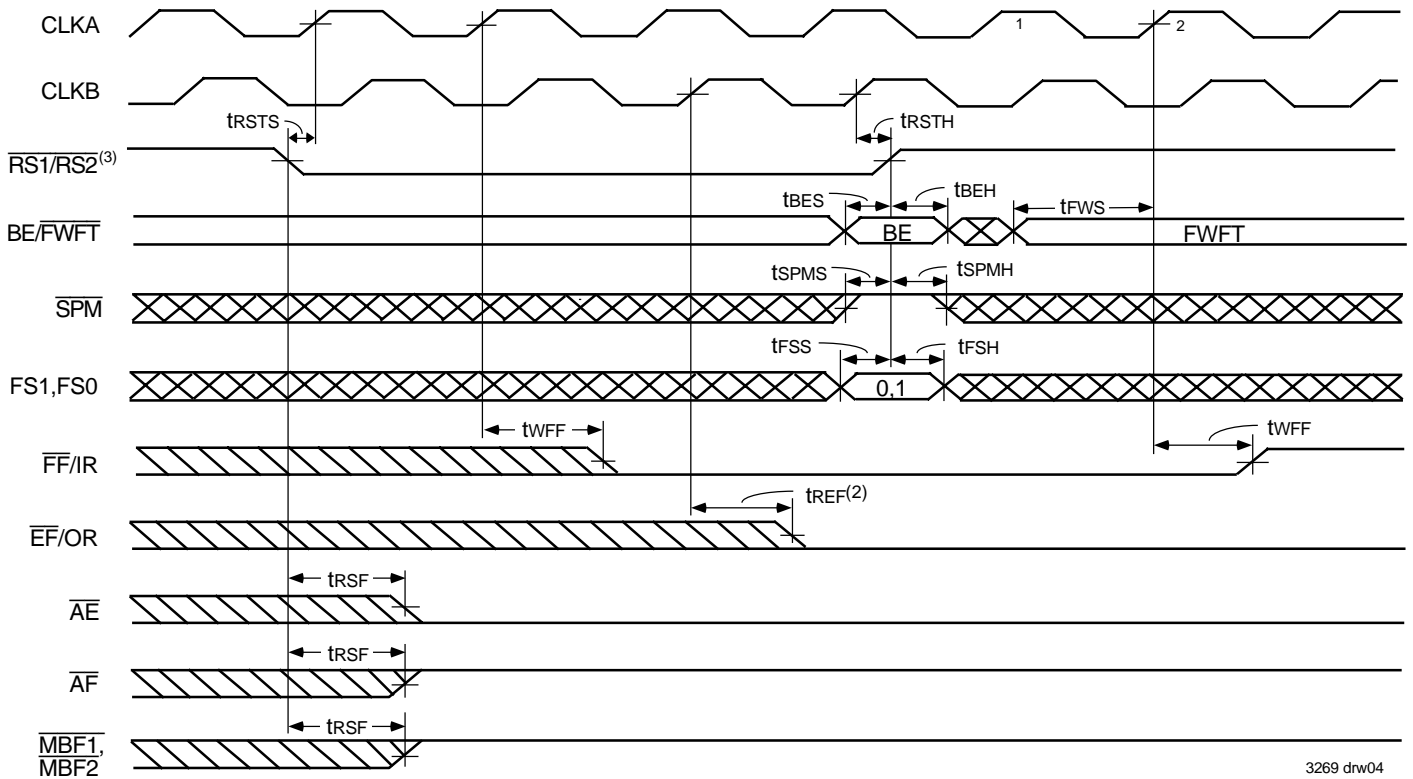 CLKA
1
2
CLKB
tRSTS
tRSTH
RS1/RS2(3)
tBES
tBEH
tFWS
BE/FWFT
BE
FWFT
tSPMS
tSPMH
SPM
tFSS
tFSH
FS1,FS0
0,1
tWFF
tWFF
FF/IR
tREF(2)
EF/OR
tRSF
AE
tRSF
AF
tRSF
MBF1,
MBF2
3269 drw04